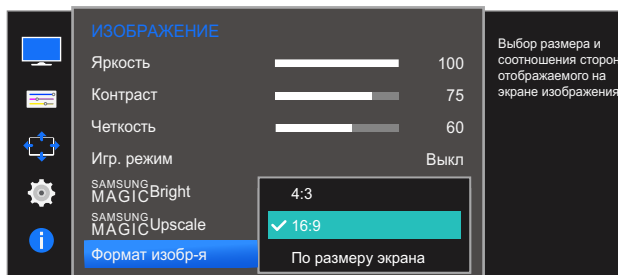 ИЗОБРАЖЕНИЕ
Яркость 100
Контраст 75
Четкость 60
Игр. режим Выкл
SAMSUNG MAGIC Bright
SAMSUNG MAGIC Upscale
Формат изобр-я
4:3
16:9
По размеру экрана
Выбор размера и
соотношения сторон
отображаемого на
экране изображения